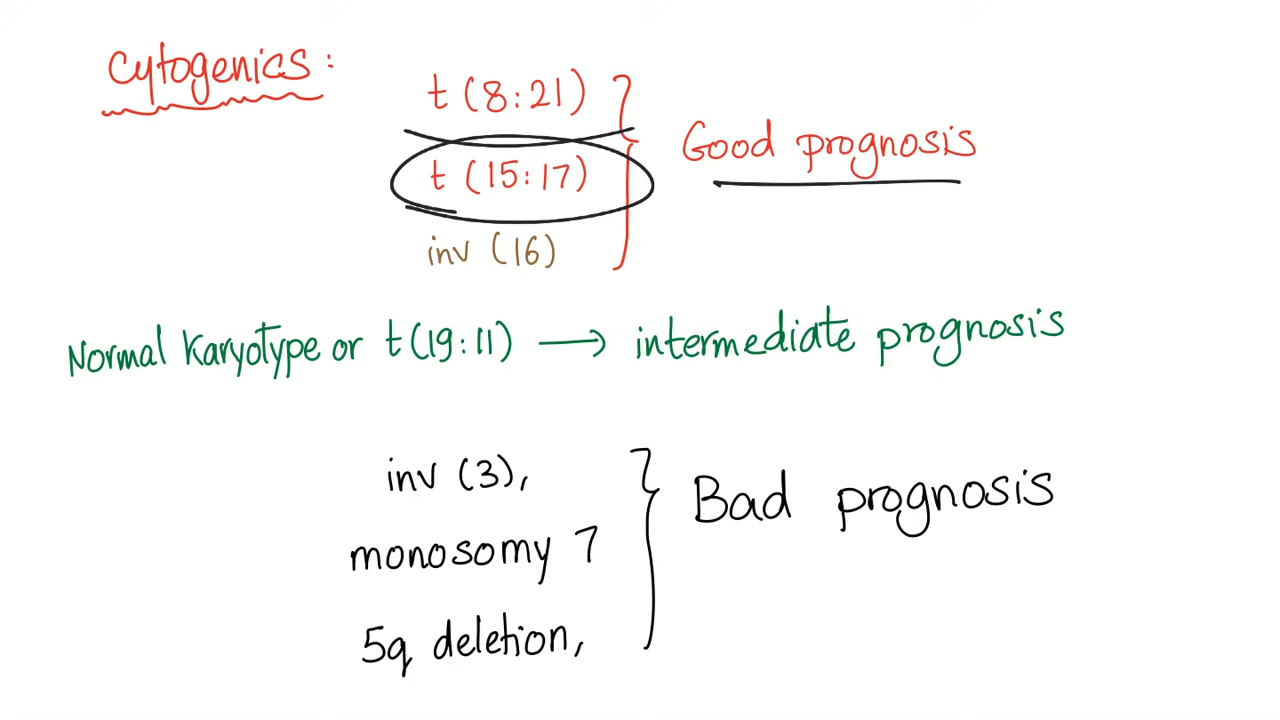 Cytogenics:
t (8:21)
t (15:17)
inv (16)
Good prognosis
Normal Karyotype or t(19:11) → intermediate prognosis
inv (3),
monosomy 7
5q deletion,
Bad prognosis